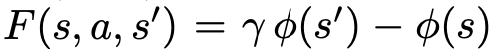 F(s, a, s′) = γ ϕ(s′) − ϕ(s)